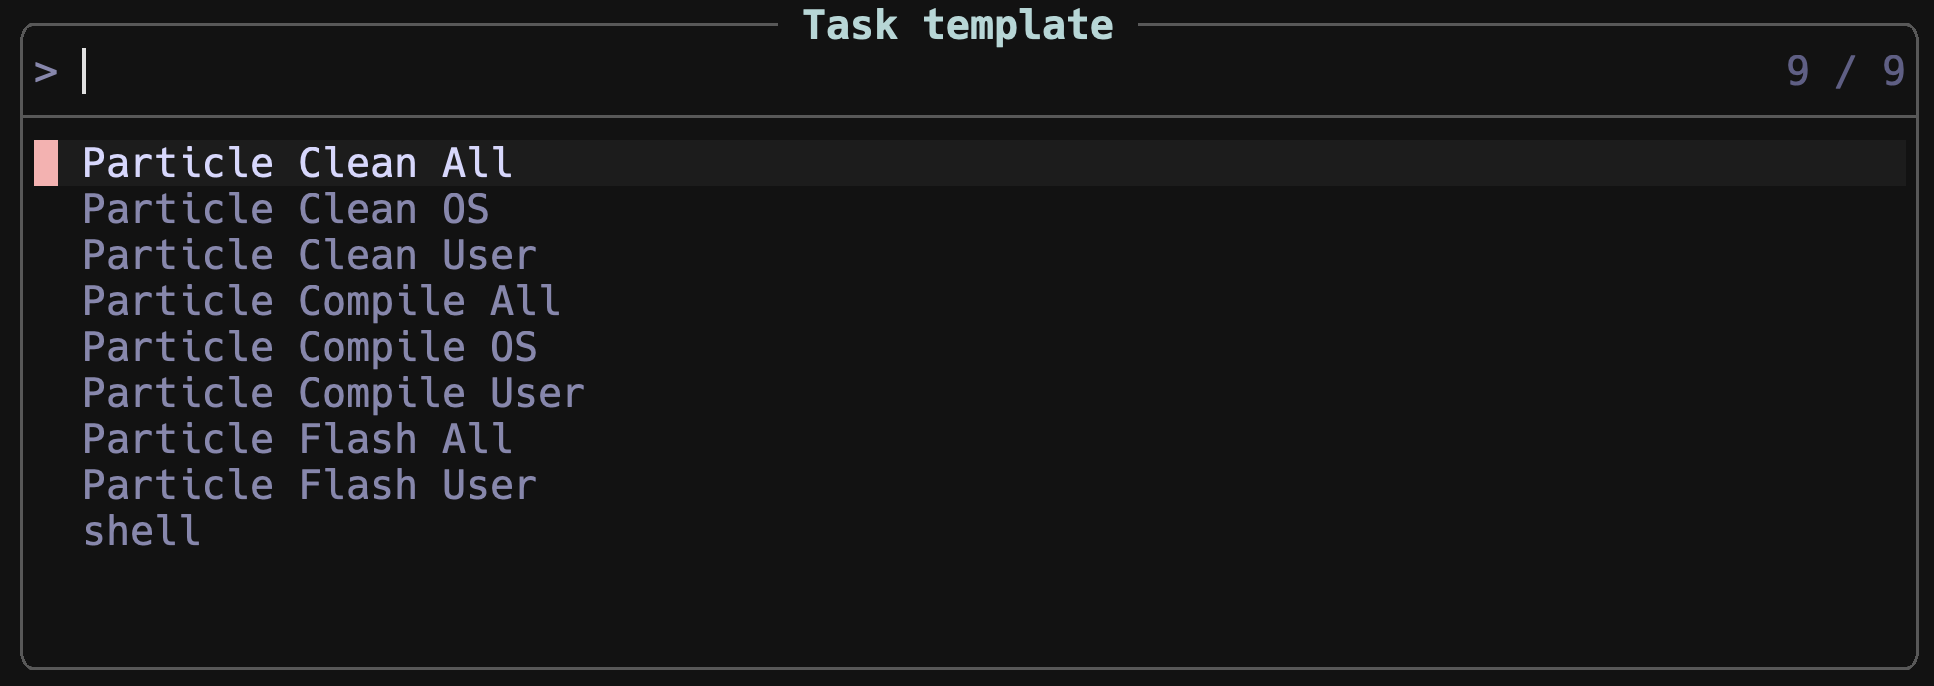 Task template
> 9 / 9
Particle Clean All
Particle Clean OS
Particle Clean User
Particle Compile All
Particle Compile OS
Particle Compile User
Particle Flash All
Particle Flash User
shell